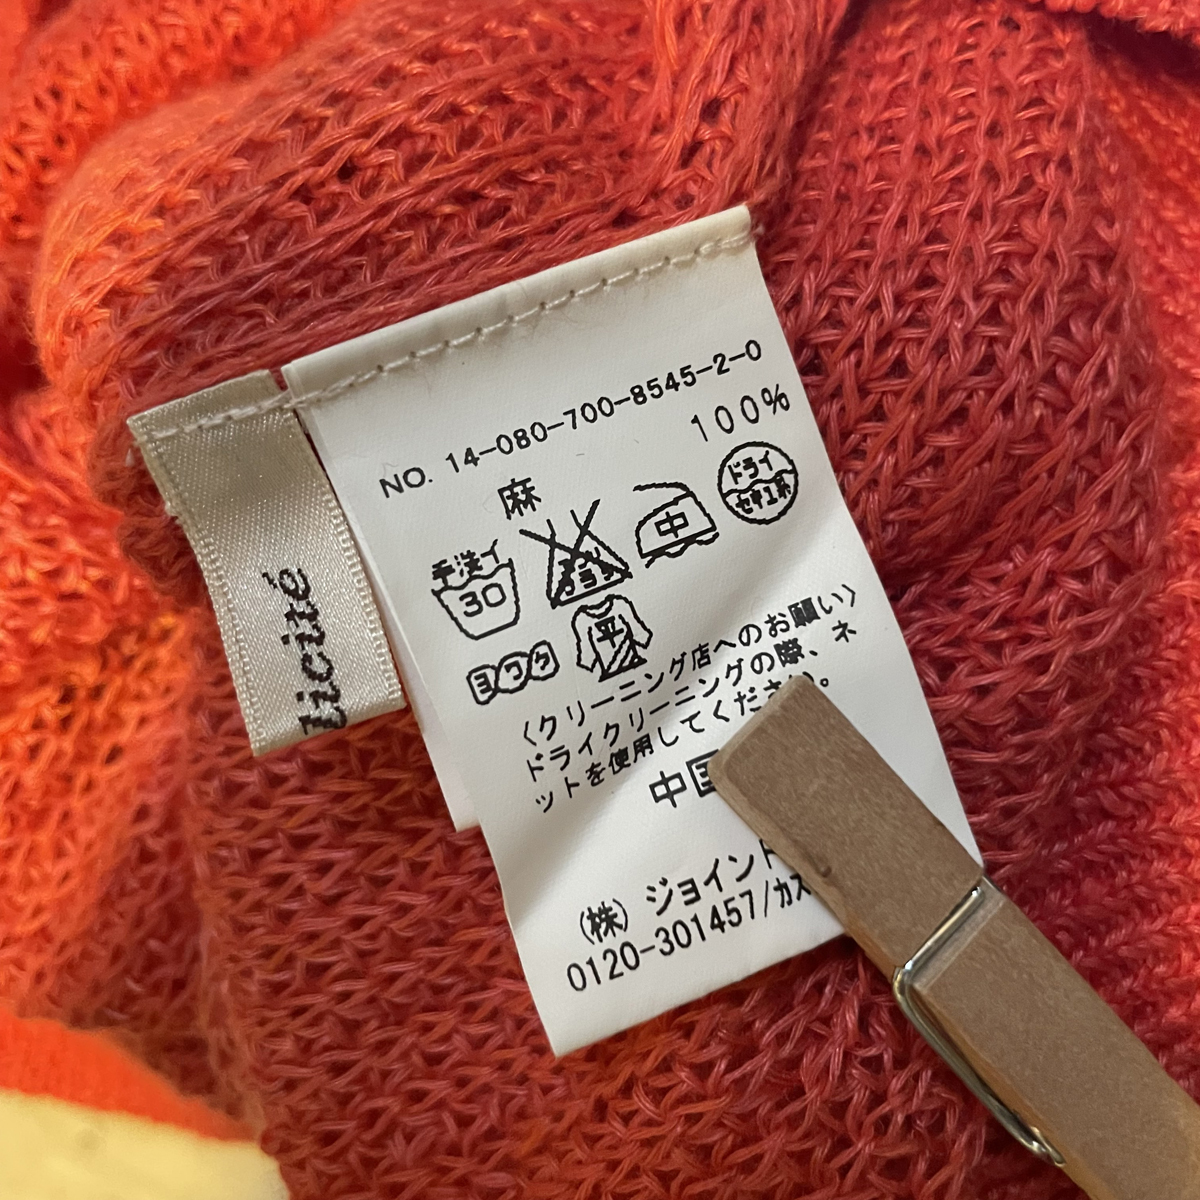 NO. 14-080-700-8545-2-0
麻 100%
手洗イ
30
中
ドライ
セキユ系
ヨワク
平
〈クリーニング店へのお願い〉
ドライクリーニングの際、ネ
ットを使用してください。
中国
(株) ジョイント
0120-301457/カス
licité